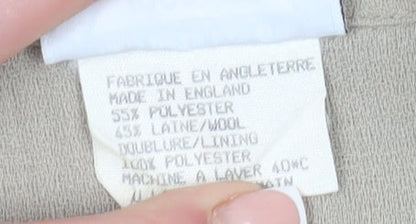 FABRIQUE EN ANGLETERRE
MADE IN ENGLAND
55% POLYESTER
45% LAINE/WOOL
DOUBLURE/LINING
100% POLYESTER
MACHINE A LAVER 40°C